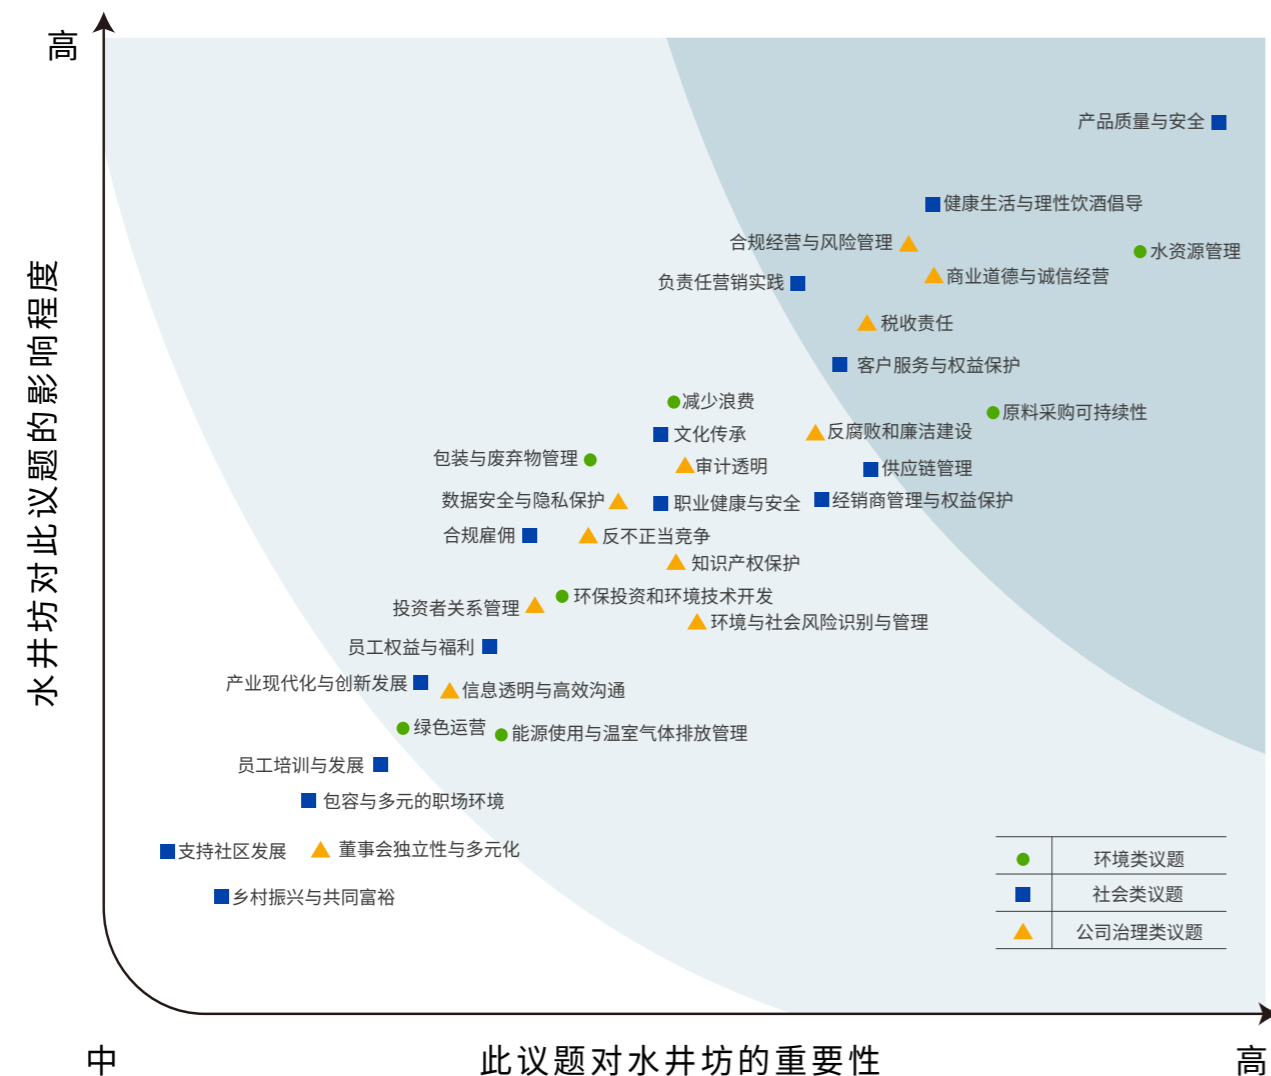 高
水井坊对此议题的影响程度
产品质量与安全
健康生活与理性饮酒倡导
合规经营与风险管理
水资源管理
商业道德与诚信经营
负责任营销实践
税收责任
客户服务与权益保护
减少浪费
原料采购可持续性
文化传承
反腐败和廉洁建设
包装与废弃物管理
审计透明
供应链管理
数据安全与隐私保护
职业健康与安全
经销商管理与权益保护
合规雇佣
反不正当竞争
知识产权保护
环保投资和环境技术开发
投资者关系管理
环境与社会风险识别与管理
员工权益与福利
产业现代化与创新发展
信息透明与高效沟通
绿色运营
能源使用与温室气体排放管理
员工培训与发展
包容与多元的职场环境
支持社区发展
董事会独立性与多元化
乡村振兴与共同富裕
环境类议题
社会类议题
公司治理类议题
中
此议题对水井坊的重要性
高